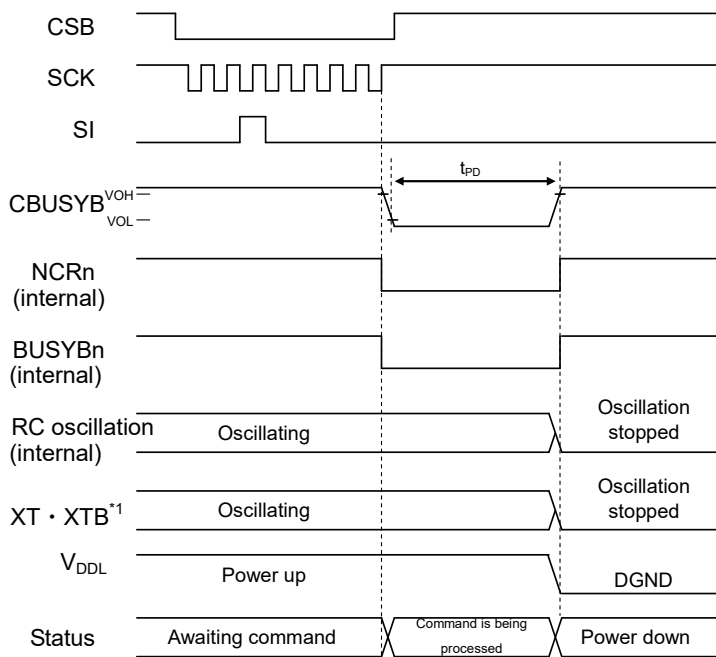 CSB
SCK
SI
tPD
CBUSYB
VOH
VOL
NCRn
(internal)
BUSYBn
(internal)
RC oscillation
(internal)
Oscillating
Oscillation
stopped
XT・XTB*1
Oscillating
Oscillation
stopped
VDDL
Power up
DGND
Status
Awaiting command
Command is being
processed
Power down